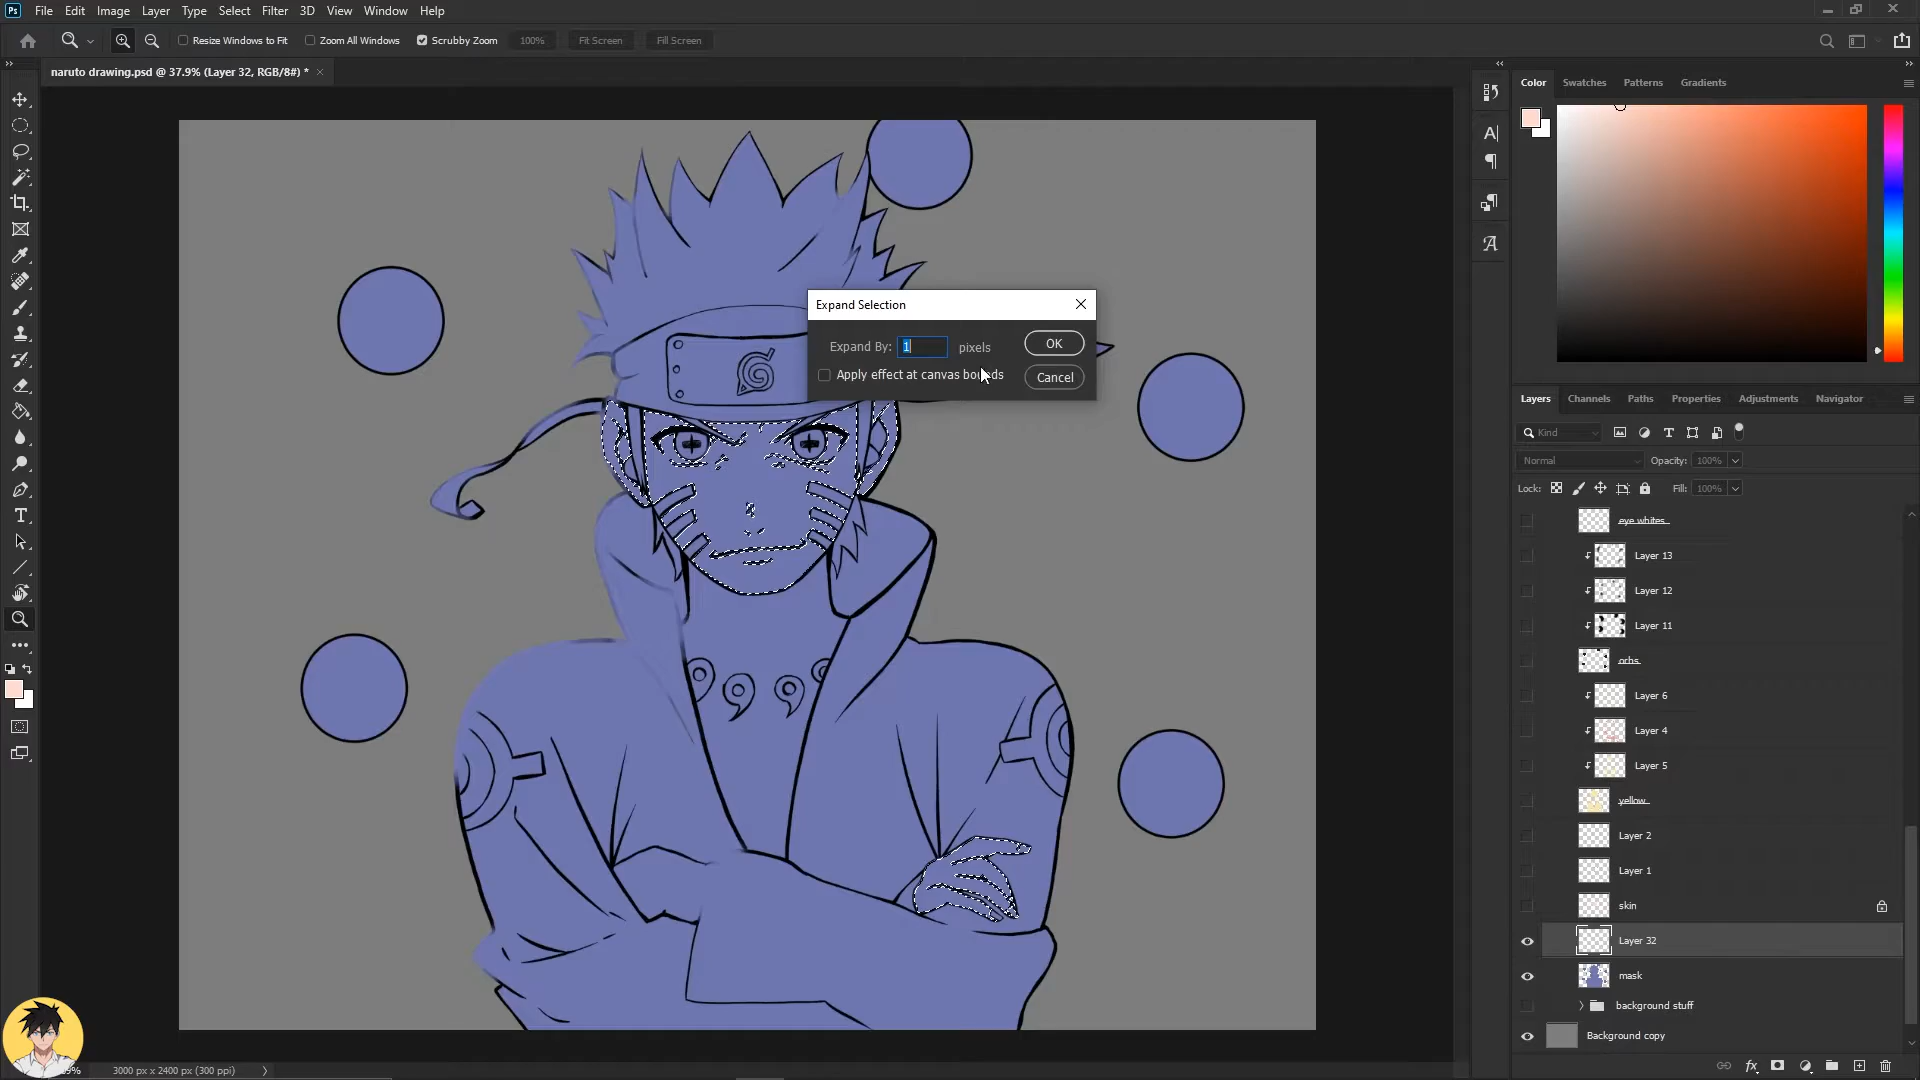 Ps File Edit Image Layer Type Select Filter 3D View Window Help
Resize Windows to Fit Zoom All Windows Scrubby Zoom 100% Fit Screen Fill Screen
naruto drawing.psd @ 37.9% (Layer 32, RGB/8#) * ×
Color Swatches Patterns Gradients
Expand Selection
Expand By: 1 pixels OK
Apply effect at canvas bounds Cancel
Layers Channels Paths Properties Adjustments Navigator
Kind
Normal Opacity: 100%
Lock: Fill: 100%
eye whites
Layer 13
Layer 12
Layer 11
orbs
Layer 6
Layer 4
Layer 5
yellow
Layer 2
Layer 1
skin
Layer 32
mask
background stuff
Background copy
3000 px x 2400 px (300 ppi)